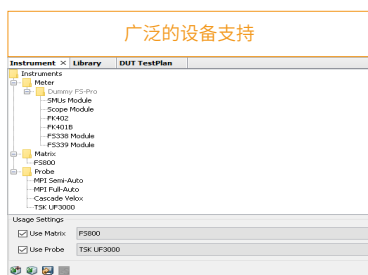 广泛的设备支持
Instrument × Library DUT TestPlan
Instruments
Meter
Dummy FS-Pro
SMUs Module
Scope Module
FK402
FK401B
FS338 Module
FS339 Module
Matrix
FS800
Probe
MPI Semi-Auto
MPI Full-Auto
Cascade Velox
TSK UF3000
Usage Settings
Use Matrix FS800
Use Probe TSK UF3000